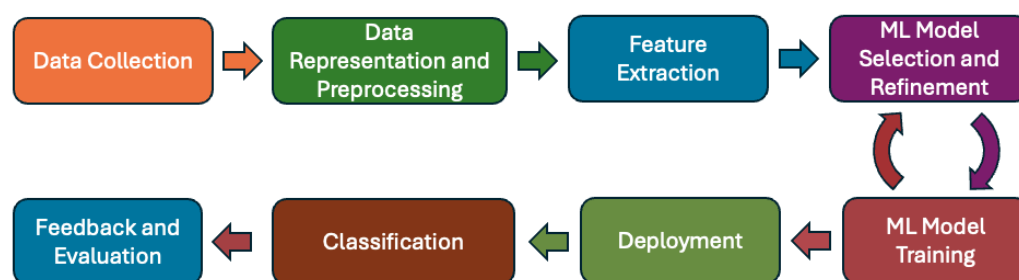 Data Collection
Data
Representation and
Preprocessing
Feature
Extraction
ML Model
Selection and
Refinement
Feedback and
Evaluation
Classification
Deployment
ML Model
Training